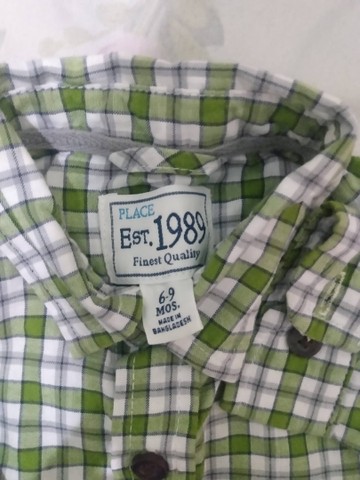 PLACE
EST. 1989
Finest Quality
6-9
MOS.
MADE IN
BANGLADESH